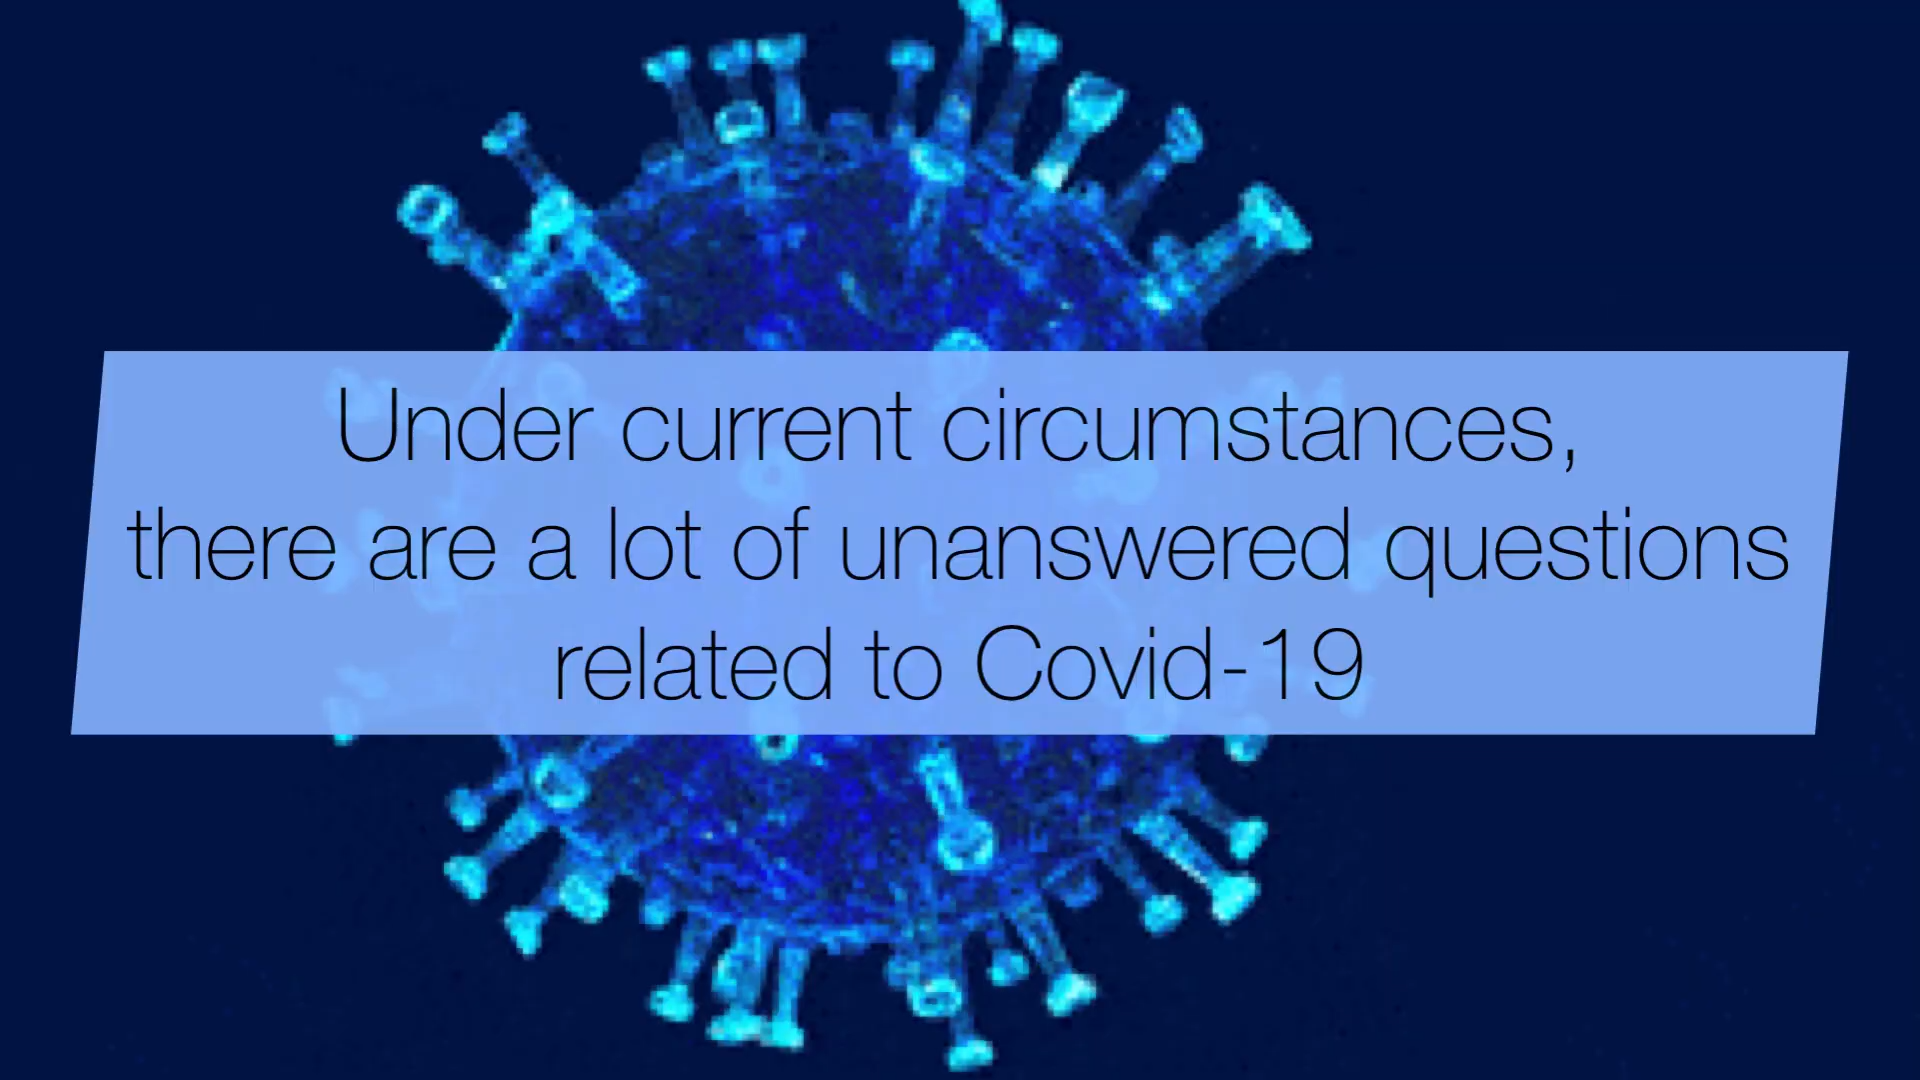 Under current circumstances,
there are a lot of unanswered questions
related to Covid-19